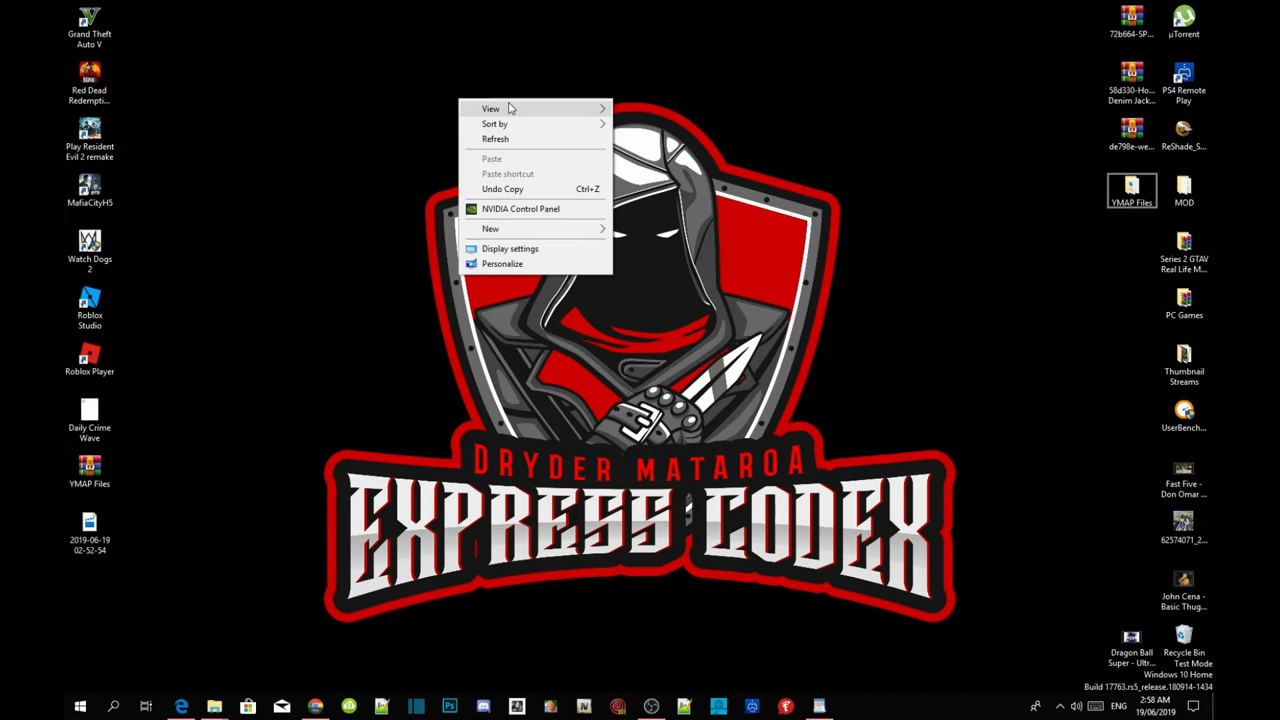 Grand Theft
Auto V
Red Dead
Redempti...
Play Resident
Evil 2 remake
MafiaCityH5
Watch Dogs
2
Roblox
Studio
Roblox Player
Daily Crime
Wave
YMAP Files
2019-06-19
02-52-54
View
Sort by
Refresh
Paste
Paste shortcut
Undo Copy Ctrl+Z
NVIDIA Control Panel
New
Display settings
Personalize
DRYDER MATAROA
EXPRESS CODEX
72b664-SP...
µTorrent
58d330-Ho...
Denim Jack...
PS4 Remote
Play
de798e-we...
ReShade_S...
YMAP Files
MOD
Series 2 GTAV
Real Life M...
PC Games
Thumbnail
Streams
UserBench...
Fast Five -
Don Omar ...
62574071_2...
John Cena -
Basic Thug...
Dragon Ball
Super - Ultr...
Recycle Bin
Test Mode
Windows 10 Home
Build 17763.rs5_release.180914-1434
Ps
ENG
2:58 AM
19/06/2019